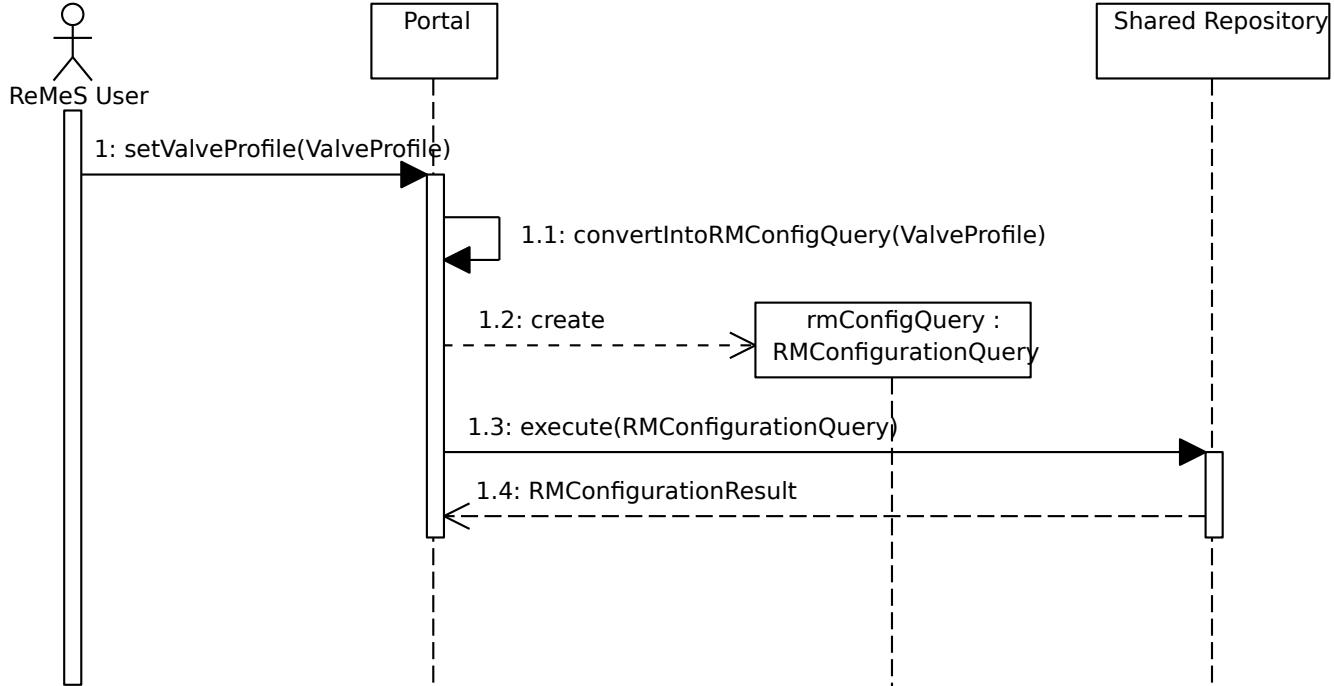 Portal
Shared Repository
ReMeS User
1: setValveProfile(ValveProfile)
1.1: convertIntoRMConfigQuery(ValveProfile)
1.2: create
rmConfigQuery :
RMConfigurationQuery
1.3: execute(RMConfigurationQuery)
1.4: RMConfigurationResult